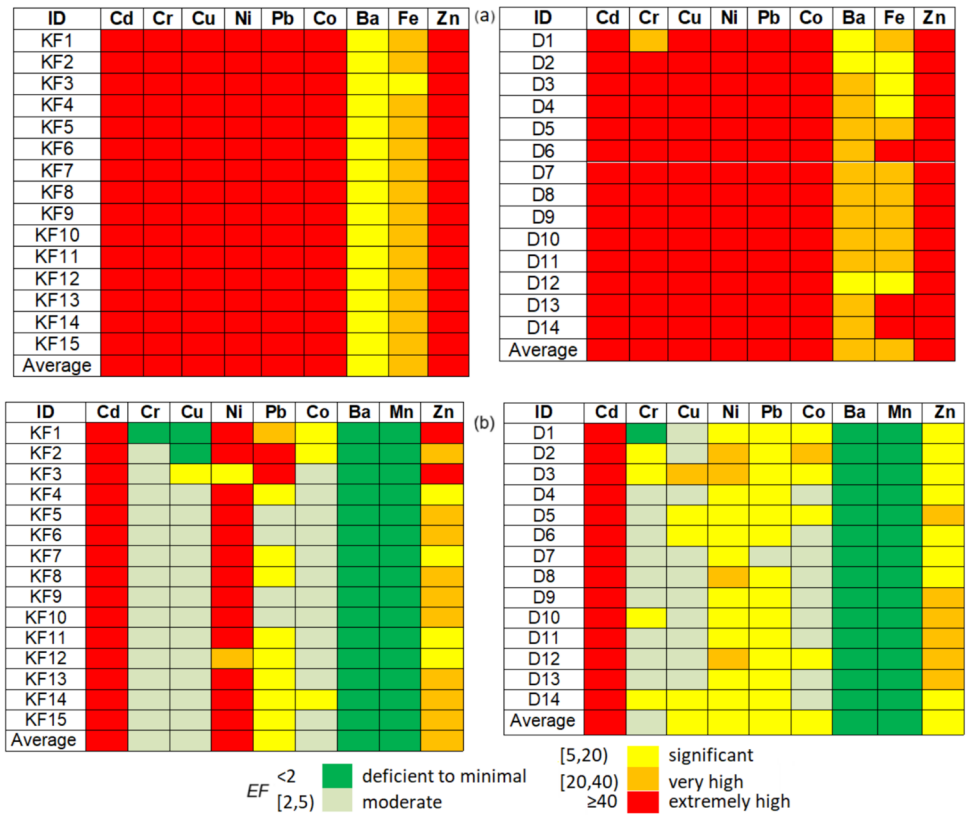 ID Cd Cr Cu Ni Pb Co Ba Fe Zn
KF1
KF2
KF3
KF4
KF5
KF6
KF7
KF8
KF9
KF10
KF11
KF12
KF13
KF14
KF15
Average
(a)
ID Cd Cr Cu Ni Pb Co Ba Fe Zn
D1
D2
D3
D4
D5
D6
D7
D8
D9
D10
D11
D12
D13
D14
Average
ID Cd Cr Cu Ni Pb Co Ba Mn Zn
KF1
KF2
KF3
KF4
KF5
KF6
KF7
KF8
KF9
KF10
KF11
KF12
KF13
KF14
KF15
Average
(b)
ID Cd Cr Cu Ni Pb Co Ba Mn Zn
D1
D2
D3
D4
D5
D6
D7
D8
D9
D10
D11
D12
D13
D14
Average
EF
<2 deficient to minimal
[2,5) moderate
[5,20) significant
[20,40) very high
≥40 extremely high